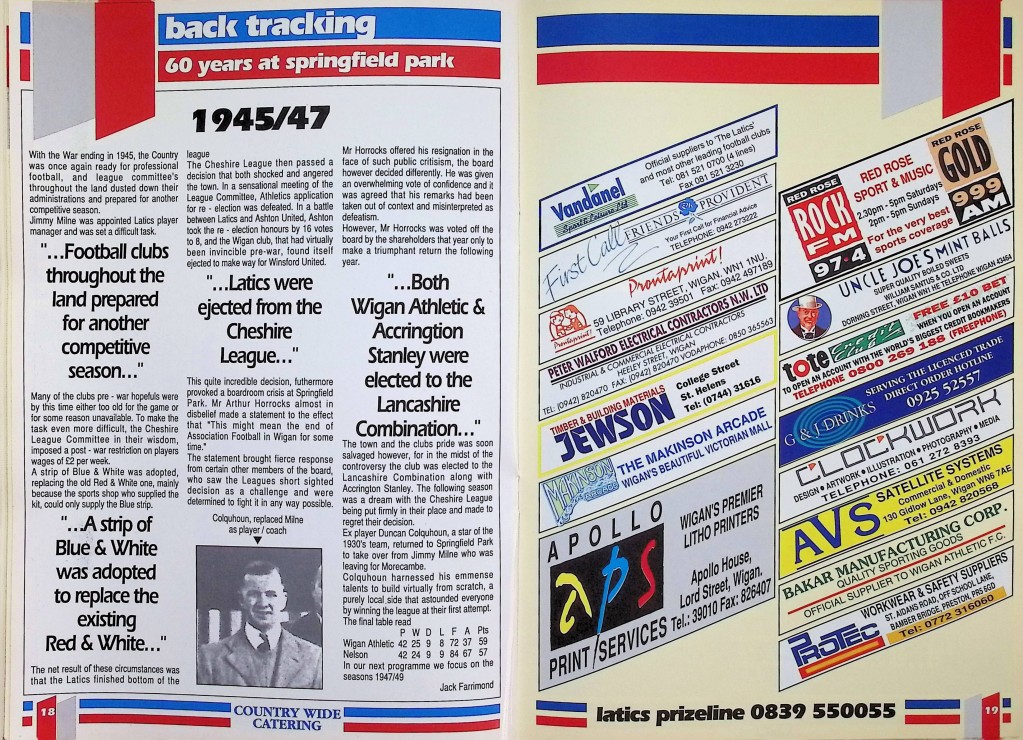 back tracking
60 years at springfield park
1945/47
With the War ending in 1945, the Country
was once again ready for professional
football, and league committee's
throughout the land dusted down their
administrations and prepared for another
competitive season.
Jimmy Milne was appointed Latics player
manager and was set a difficult task.
"...Football clubs
throughout the
land prepared
for another
competitive
season..."
Many of the clubs pre - war hopefuls were
by this time either too old for the game or
for some reason unavailable. To make the
task even more difficult, the Cheshire
League Committee in their wisdom,
imposed a post - war restriction on players
wages of £2 per week.
A strip of Blue & White was adopted,
replacing the old Red & White one, mainly
because the sports shop who supplied the
kit, could only supply the Blue strip.
"...A strip of
Blue & White
was adopted
to replace the
existing
Red & White..."
The net result of these circumstances was
that the Latics finished bottom of the
league
The Cheshire League then passed a
decision that both shocked and angered
the town. In a sensational meeting of the
League Committee, Athletics application
for re - election was defeated. In a battle
between Latics and Ashton United, Ashton
took the re - election honours by 16 votes
to 8, and the Wigan club, that had virtually
been invincible pre-war, found itself
ejected to make way for Winsford United.
"...Latics were
ejected from the
Cheshire
League..."
This quite incredible decision, futhermore
provoked a boardroom crisis at Springfield
Park. Mr Arthur Horrocks almost in
disbelief made a statement to the effect
that "This might mean the end of
Association Football in Wigan for some
time."
The statement brought fierce response
from certain other members of the board,
who saw the Leagues short sighted
decision as a challenge and were
determined to fight it in any way possible.
Colquhoun, replaced Milne
as player / coach
Mr Horrocks offered his resignation in the
face of such public critisism, the board
however decided differently. He was given
an overwhelming vote of confidence and it
was agreed that his remarks had been
taken out of context and misinterpreted as
defeatism.
However, Mr Horrocks was voted off the
board by the shareholders that year only to
make a triumphant return the following
year.
"...Both
Wigan Athletic &
Accrington
Stanley were
elected to the
Lancashire
Combination..."
The town and the clubs pride was soon
salvaged however, for in the midst of the
controversy the club was elected to the
Lancashire Combination along with
Accrington Stanley. The following season
was a dream with the Cheshire League
being put firmly in their place and made to
regret their decision.
Ex player Duncan Colquhoun, a star of the
1930's team, returned to Springfield Park
to take over from Jimmy Milne who was
leaving for Morecambe.
Colquhoun harnessed his emmense
talents to build virtually from scratch, a
purely local side that astounded everyone
by winning the league at their first attempt.
The final table read
P W D L F A Pts
Wigan Athletic 42 25 9 8 72 37 59
Nelson 42 24 9 9 84 67 57
In our next programme we focus on the
seasons 1947/49
Jack Farrimond
18
COUNTRY WIDE
CATERING
Vandanel
Sport & Leisure Ltd
Official suppliers to 'The Latics'
and most other leading football clubs
Tel: 081 521 0700 (4 lines)
Fax 081 521 3230
First Call
FRIENDS PROVIDENT
Your First Call for Financial Advice
TELEPHONE: 0942 273222
Prontaprint!
Prontaprint!
59 LIBRARY STREET, WIGAN. WN1 1NU.
Telephone: 0942 39501 Fax: 0942 497189
PETER WALFORD ELECTRICAL CONTRACTORS N.W. LTD
INDUSTRIAL & COMMERCIAL ELECTRICAL CONTRACTORS
HEELEY STREET, WIGAN
TEL: (0942) 820470 FAX: (0942) 820470 VODAPHONE: 0850 365563
TIMBER & BUILDING MATERIALS
JEWSON
College Street
St. Helens
Tel: (0744) 31616
MAKINSON
ARCADE
THE MAKINSON ARCADE
WIGAN'S BEAUTIFUL VICTORIAN MALL
APOLLO
aps
PRINT/SERVICES
WIGAN'S PREMIER
LITHO PRINTERS
Apollo House,
Lord Street, Wigan.
Tel.: 39010 Fax: 826407
RED ROSE
ROCK
FM
97·4
RED ROSE
SPORT & MUSIC
2.30pm - 5pm Saturdays
2pm - 5pm Sundays
For the very best
sports coverage
RED ROSE
GOLD
999
AM
UNCLE JOE'S MINT BALLS
SUPER QUALITY BOILED SWEETS
WILLIAM SANTUS & CO. LTD
DORNING STREET, WIGAN WN1 HE TELEPHONE WIGAN 43464
tote
credit
FREE £10 BET
WHEN YOU OPEN AN ACCOUNT
TO OPEN AN ACCOUNT WITH THE WORLD'S BIGGEST CREDIT BOOKMAKERS
TELEPHONE 0800 269 188 (FREEPHONE)
G & J DRINKS
SERVING THE LICENCED TRADE
DIRECT ORDER HOTLINE
0925 52557
CLOCKWORK
DESIGN • ARTWORK • ILLUSTRATION • PHOTOGRAPHY • MEDIA
TELEPHONE: 061 272 8393
AVS
SATELLITE SYSTEMS
Commercial & Domestic
130 Gidlow Lane, Wigan WN6 7AE
Tel: 0942 820568
BAKAR MANUFACTURING CORP.
QUALITY SPORTING GOODS
OFFICIAL SUPPLIER TO WIGAN ATHLETIC F.C.
PROTEC
WORKWEAR & SAFETY SUPPLIERS
ST. AIDANS ROAD, OFF SCHOOL LANE,
BAMBER BRIDGE, PRESTON, PR5 6GD
Tel: 0772 316060
latics prizeline 0839 550055
19